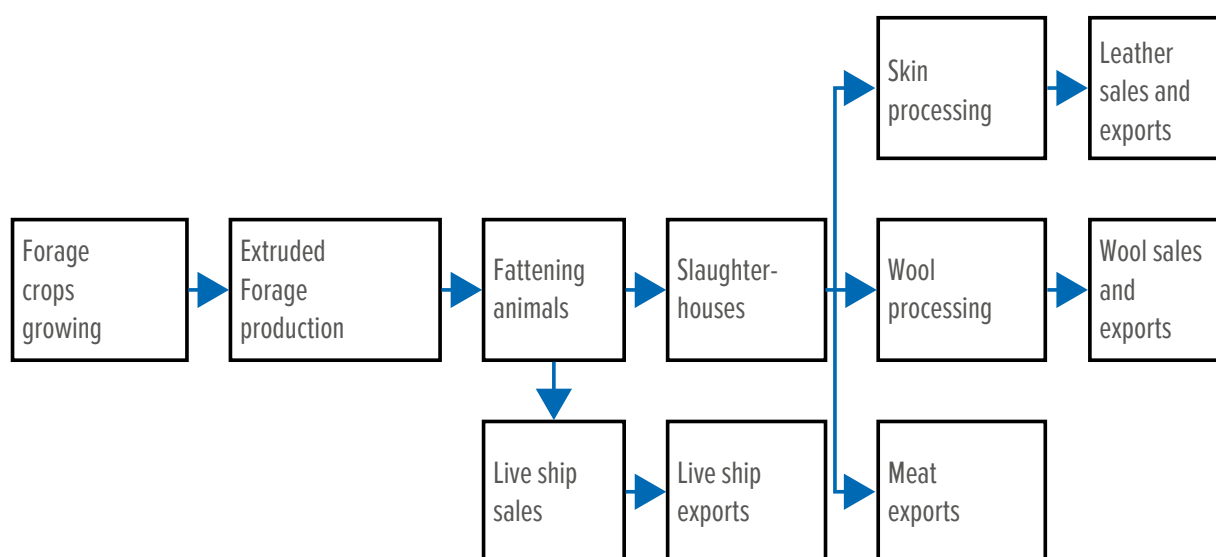 Skin
processing
Leather
sales and
exports
Forage
crops
growing
Extruded
Forage
production
Fattening
animals
Slaughter-
houses
Wool
processing
Wool sales
and
exports
Live ship
sales
Live ship
exports
Meat
exports